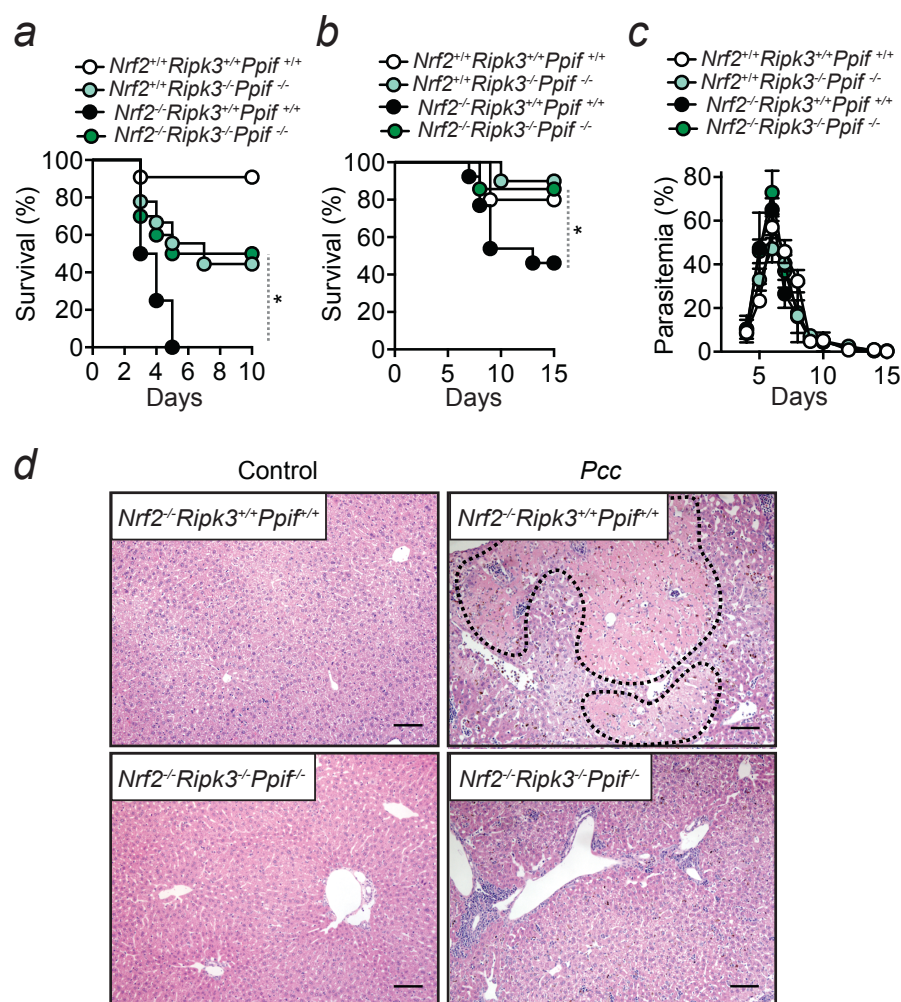 a
Nrf2+/+Ripk3+/+Ppif +/+
Nrf2+/+Ripk3-/-Ppif -/-
Nrf2-/-Ripk3+/+Ppif +/+
Nrf2-/-Ripk3-/-Ppif -/-
100
80
60
40
20
0
Survival (%)
0 2 4 6 8 10
Days
*
b
Nrf2+/+Ripk3+/+Ppif +/+
Nrf2+/+Ripk3-/-Ppif -/-
Nrf2-/-Ripk3+/+Ppif +/+
Nrf2-/-Ripk3-/-Ppif -/-
100
80
60
40
20
0
Survival (%)
0 5 10 15
Days
*
c
Nrf2+/+Ripk3+/+Ppif +/+
Nrf2+/+Ripk3-/-Ppif -/-
Nrf2-/-Ripk3+/+Ppif +/+
Nrf2-/-Ripk3-/-Ppif -/-
80
60
40
20
0
Parasitemia (%)
5 10 15
Days
d
Control
Pcc
Nrf2-/-Ripk3+/+Ppif+/+
Nrf2-/-Ripk3+/+Ppif+/+
Nrf2-/-Ripk3-/-Ppif-/-
Nrf2-/-Ripk3-/-Ppif-/-